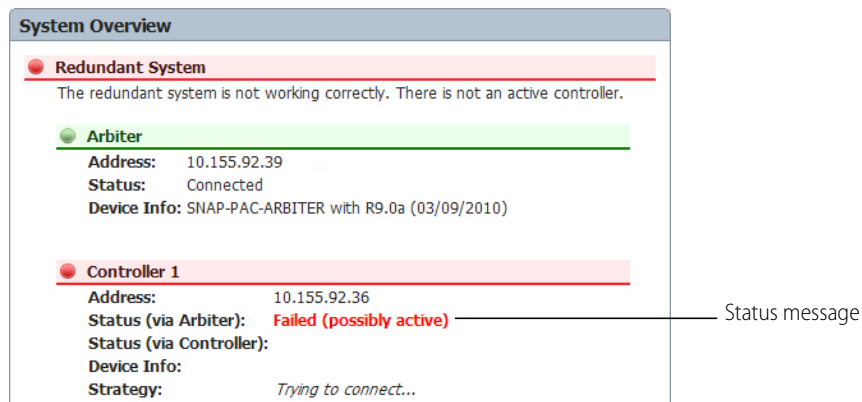 System Overview
Redundant System
The redundant system is not working correctly. There is not an active controller.
Arbiter
Address: 10.155.92.39
Status: Connected
Device Info: SNAP-PAC-ARBITER with R9.0a (03/09/2010)
Controller 1
Address: 10.155.92.36
Status (via Arbiter): Failed (possibly active)
Status message
Status (via Controller):
Device Info:
Strategy: Trying to connect...